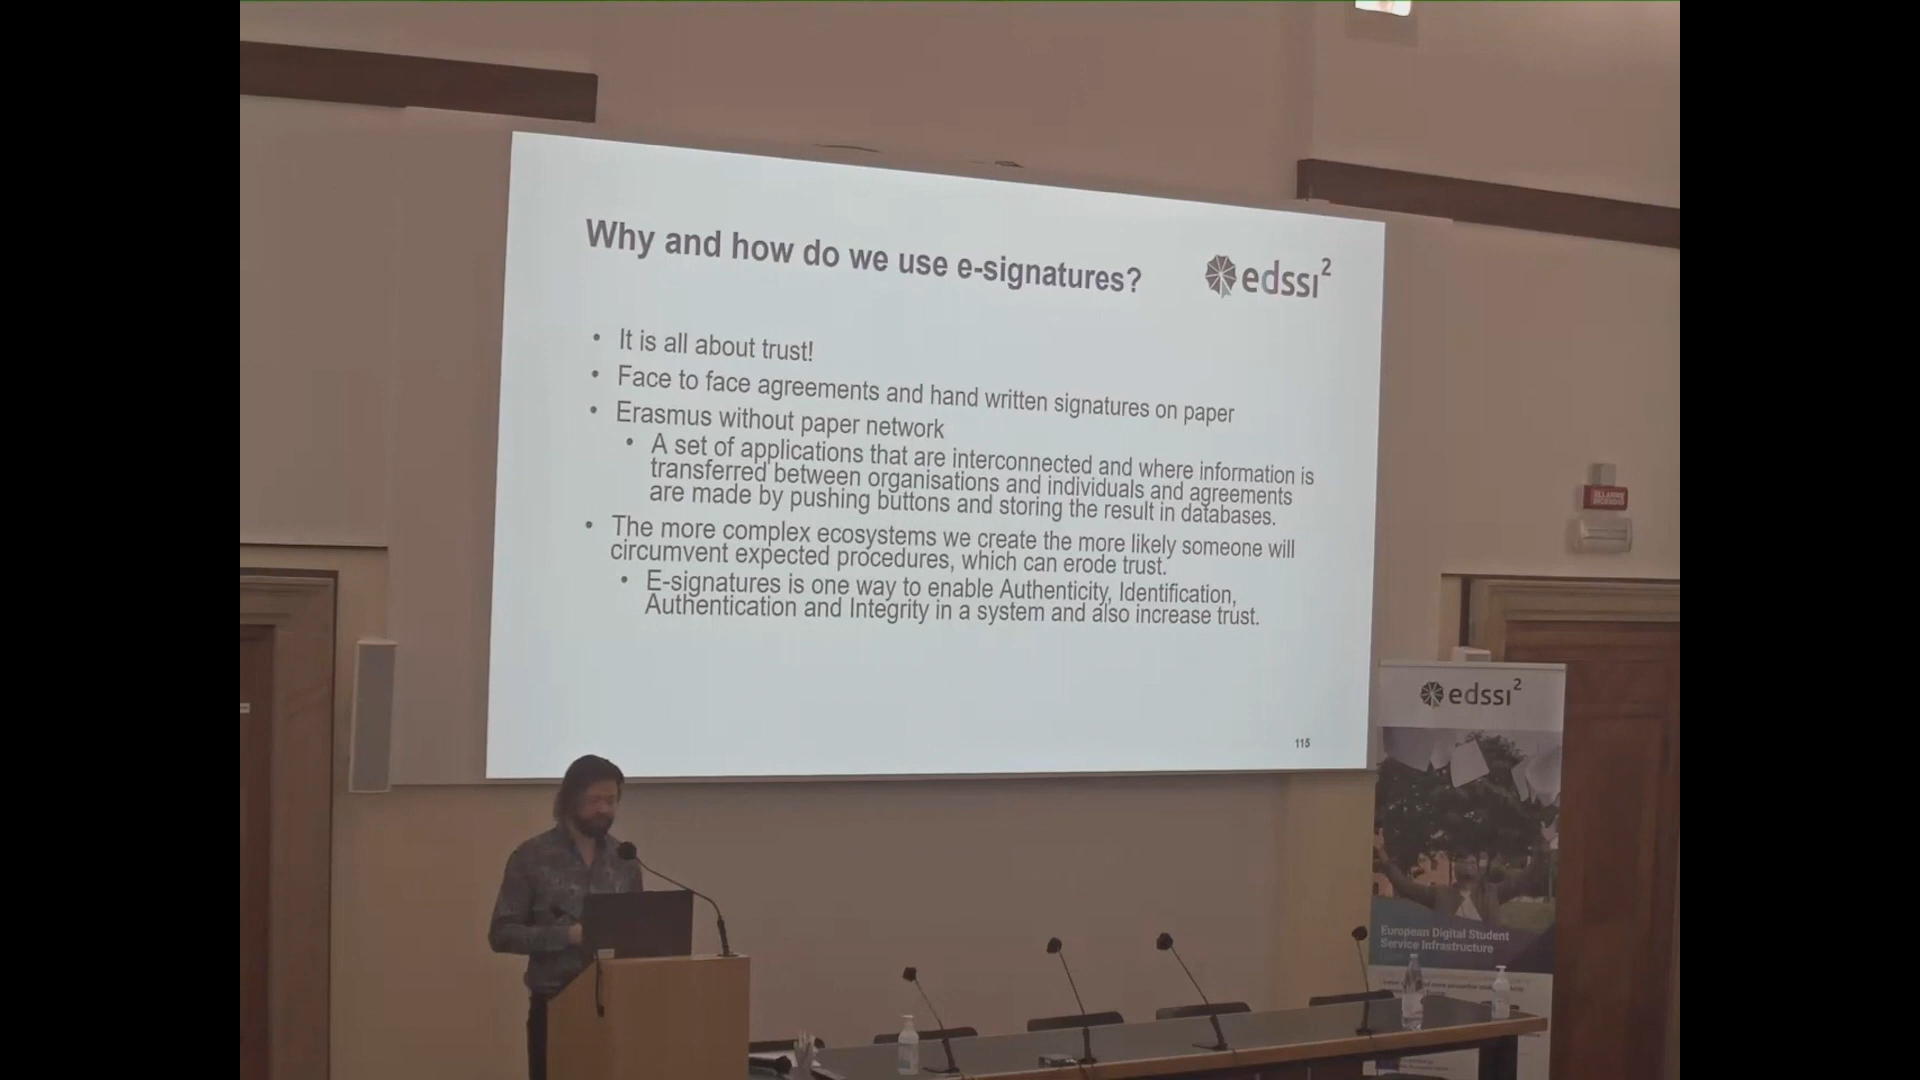 Why and how do we use e-signatures?
edssi²
• It is all about trust!
• Face to face agreements and hand written signatures on paper
• Erasmus without paper network
• A set of applications that are interconnected and where information is
transferred between organisations and individuals and agreements
are made by pushing buttons and storing the result in databases.
• The more complex ecosystems we create the more likely someone will
circumvent expected procedures, which can erode trust.
• E-signatures is one way to enable Authenticity, Identification,
Authentication and Integrity in a system and also increase trust.
115
edssi²
European Digital Student
Service Infrastructure